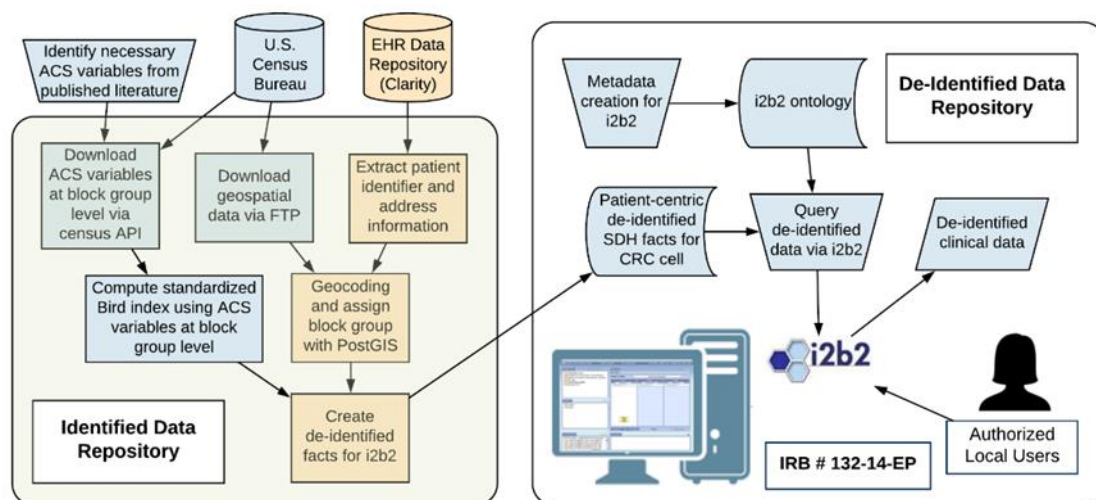 Identify necessary
ACS variables from
published literature
U.S.
Census
Bureau
EHR Data
Repository
(Clarity)
Download
ACS variables
at block group
level via
census API
Download
geospatial
data via FTP
Extract patient
identifier and
address
information
Compute standardized
Bird index using ACS
variables at block
group level
Geocoding
and assign
block group
with PostGIS
Identified Data
Repository
Create
de-identified
facts for i2b2
Metadata
creation for
i2b2
i2b2 ontology
De-Identified Data
Repository
Patient-centric
de-identified
SDH facts for
CRC cell
Query
de-identified
data via i2b2
De-identified
clinical data
i2b2
IRB # 132-14-EP
Authorized
Local Users